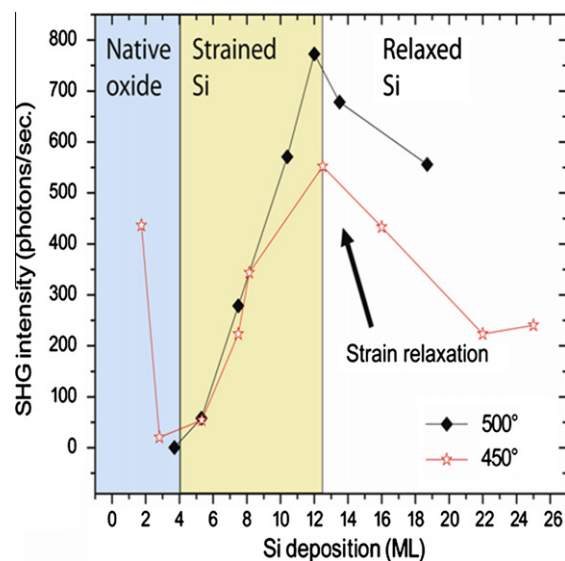 800
700
600
500
400
300
200
100
0
SHG intensity (photons/sec.)
Native
oxide
Strained
Si
Relaxed
Si
Strain relaxation
500°
450°
0 2 4 6 8 10 12 14 16 18 20 22 24 26
Si deposition (ML)